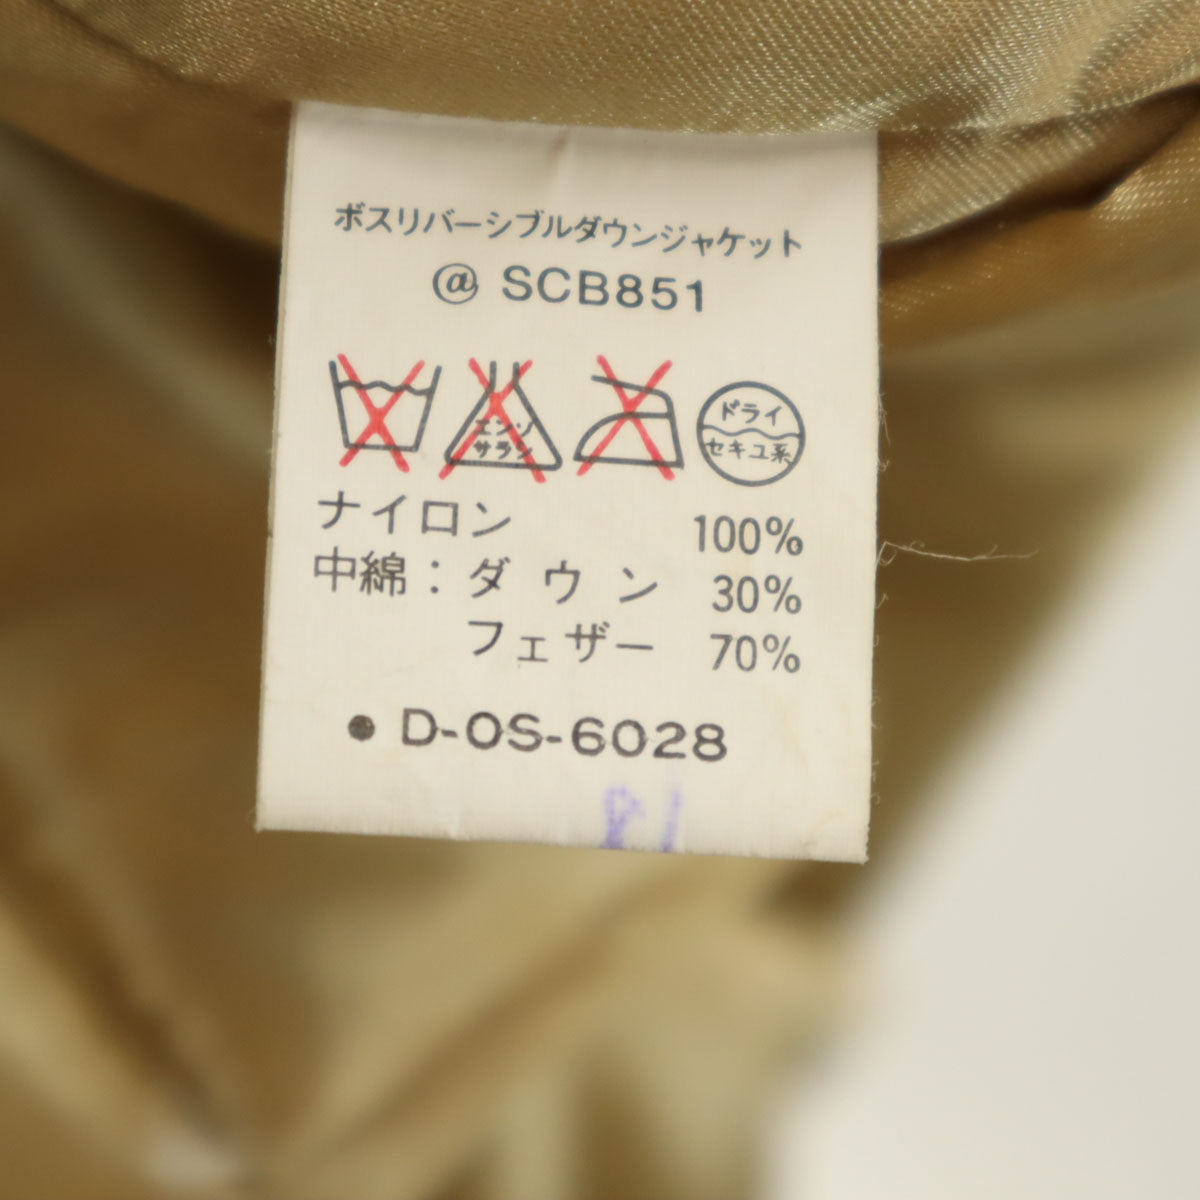 ボスリバーシブルダウンジャケット
@ SCB851
エンソ
サラシ
ドライ
セキユ系
ナイロン 100%
中綿：ダウン 30%
フェザー 70%
● D-OS-6028